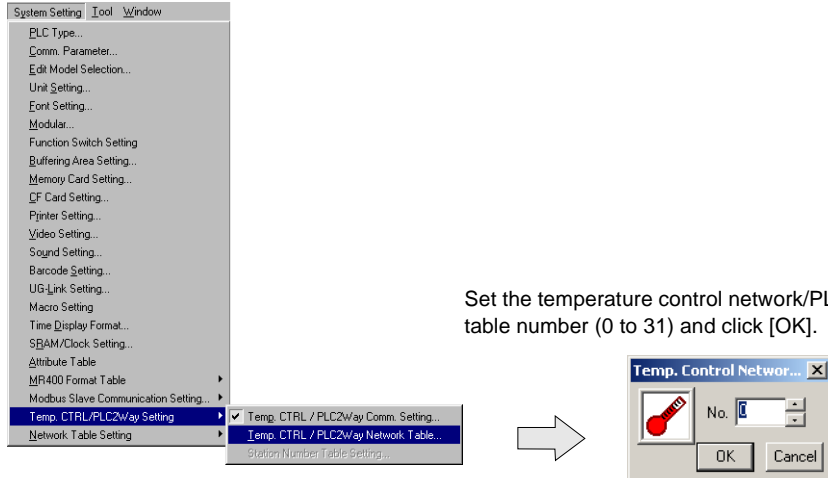 System Setting Tool Window
PLC Type...
Comm. Parameter...
Edit Model Selection...
Unit Setting...
Font Setting...
Modular...
Function Switch Setting
Buffering Area Setting...
Memory Card Setting...
CF Card Setting...
Printer Setting...
Video Setting...
Sound Setting...
Barcode Setting...
UG-Link Setting...
Macro Setting
Time Display Format...
SRAM/Clock Setting...
Attribute Table
MR400 Format Table
Modbus Slave Communication Setting...
Temp. CTRL/PLC2Way Setting
Network Table Setting
Temp. CTRL / PLC2Way Comm. Setting...
Temp. CTRL / PLC2Way Network Table...
Station Number Table Setting...
Set the temperature control network/PL
table number (0 to 31) and click [OK].
Temp. Control Networ...
No. 0
OK Cancel